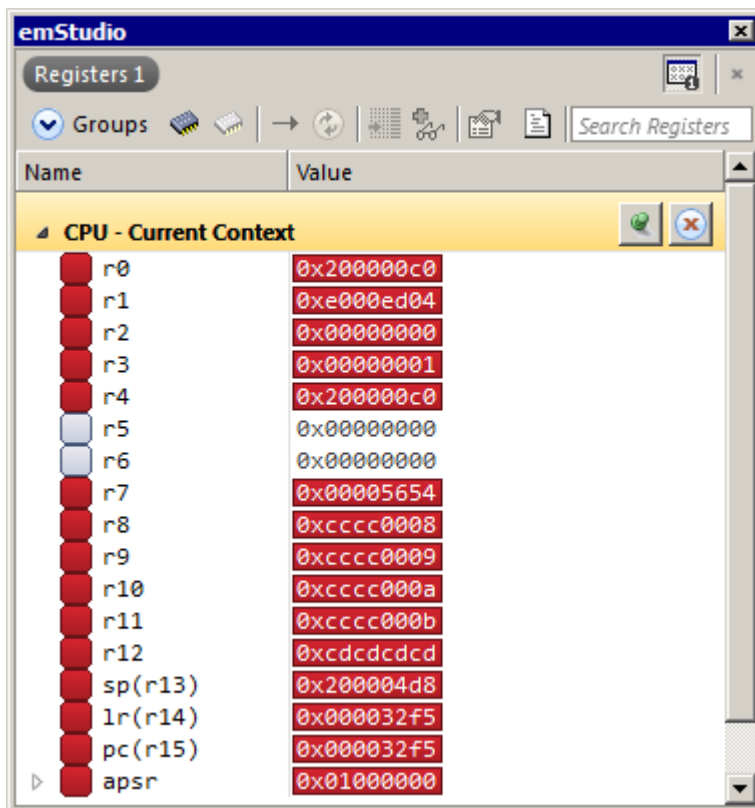 emStudio
Registers 1
Groups Search Registers
Name Value
CPU - Current Context
r0 0x200000c0
r1 0xe000ed04
r2 0x00000000
r3 0x00000001
r4 0x200000c0
r5 0x00000000
r6 0x00000000
r7 0x00005654
r8 0xcccc0008
r9 0xcccc0009
r10 0xcccc000a
r11 0xcccc000b
r12 0xcdcdcdcd
sp(r13) 0x200004d8
lr(r14) 0x000032f5
pc(r15) 0x000032f5
apsr 0x01000000